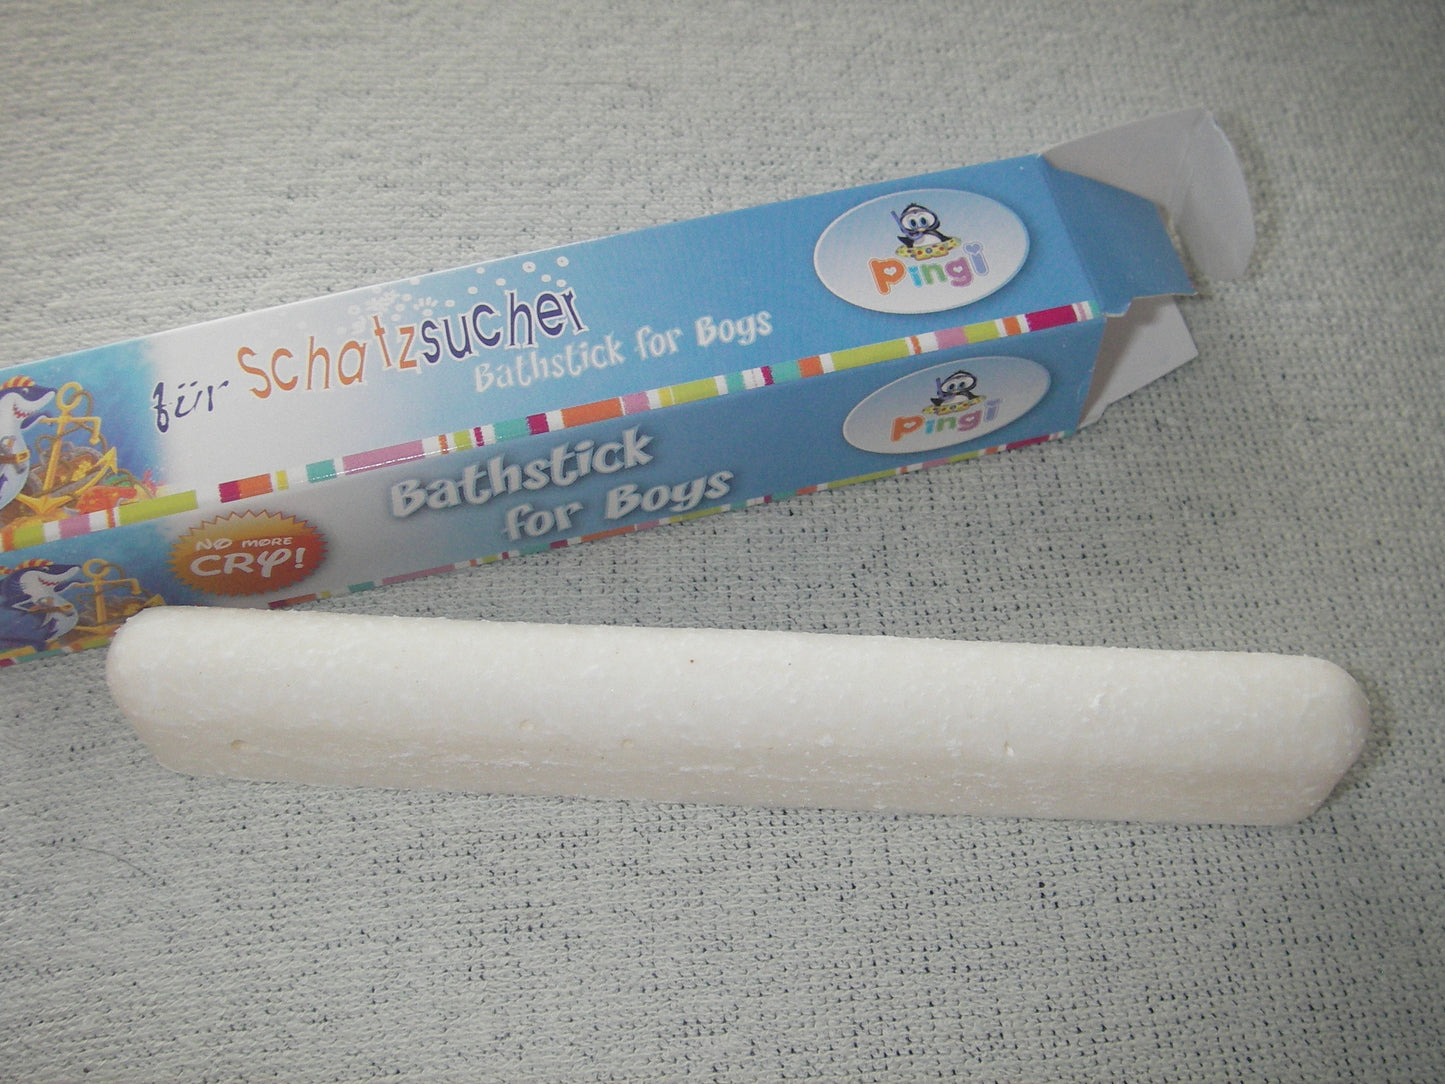 für Schatzsucher
Bathstick for Boys
Pingi
NO MORE
CRY!
Bathstick
for Boys
Pingi